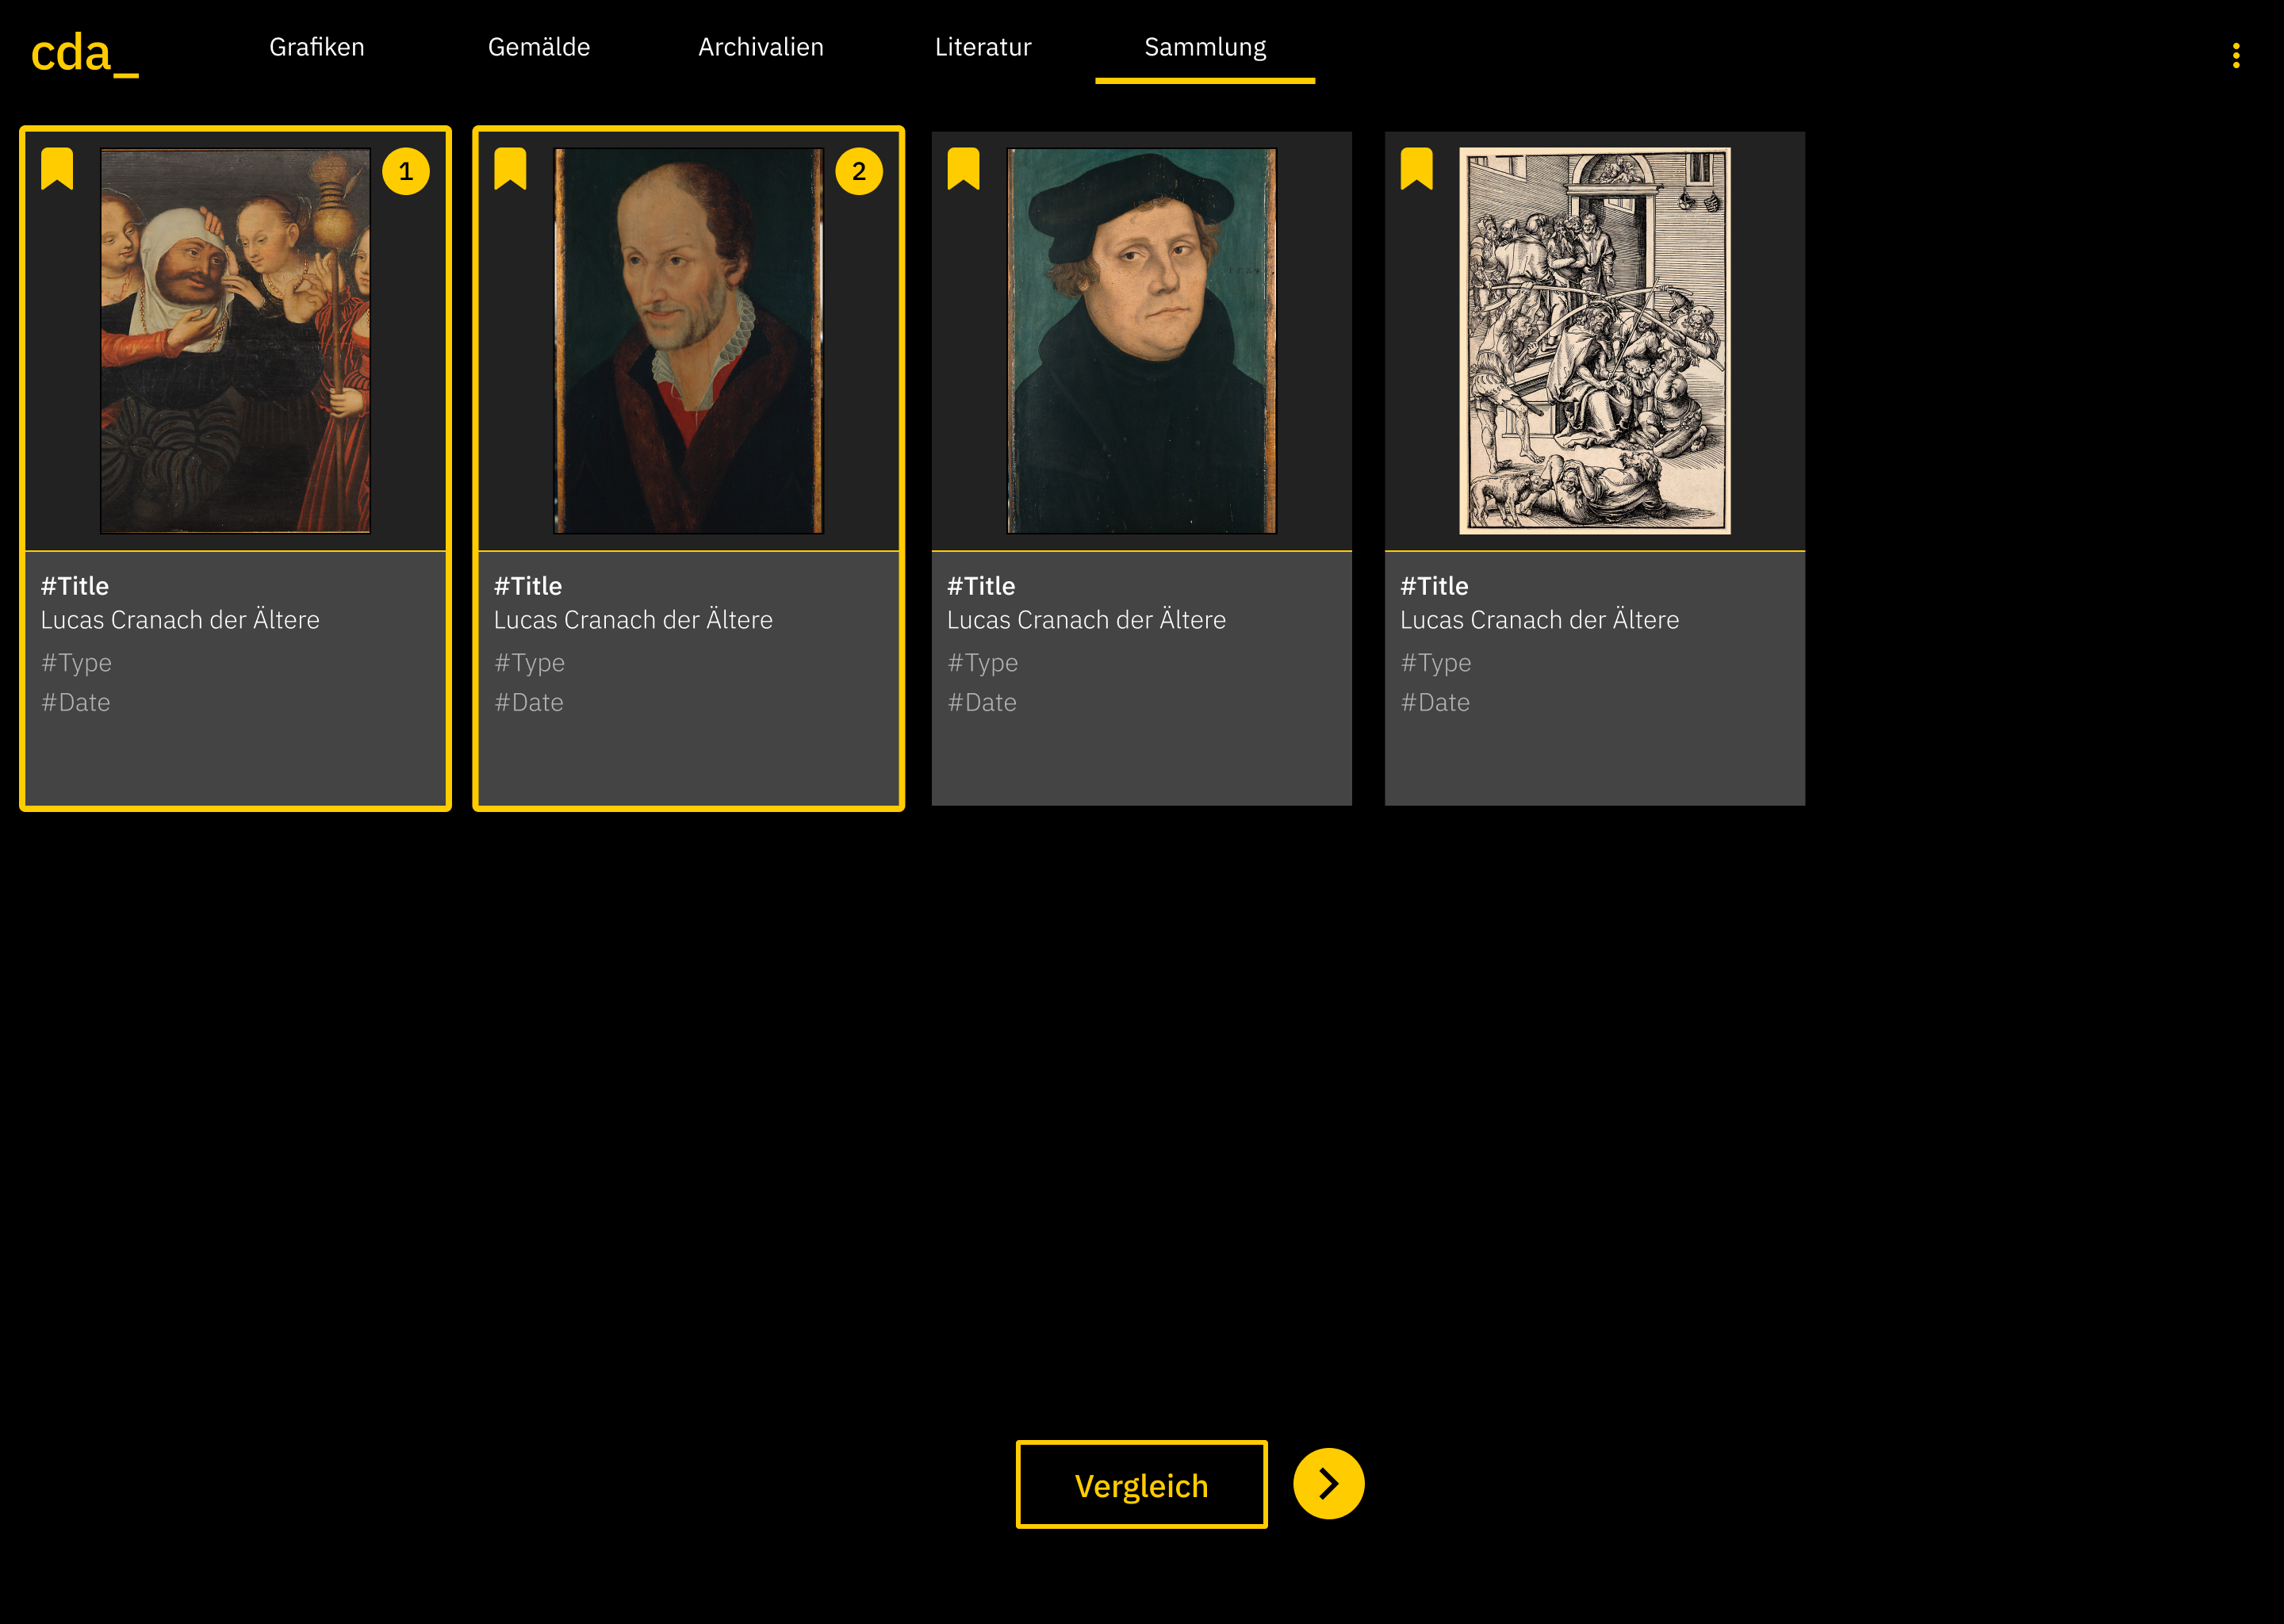 cda_
Grafiken
Gemälde
Archivalien
Literatur
Sammlung
1
#Title
Lucas Cranach der Ältere
#Type
#Date
2
#Title
Lucas Cranach der Ältere
#Type
#Date
#Title
Lucas Cranach der Ältere
#Type
#Date
#Title
Lucas Cranach der Ältere
#Type
#Date
Vergleich